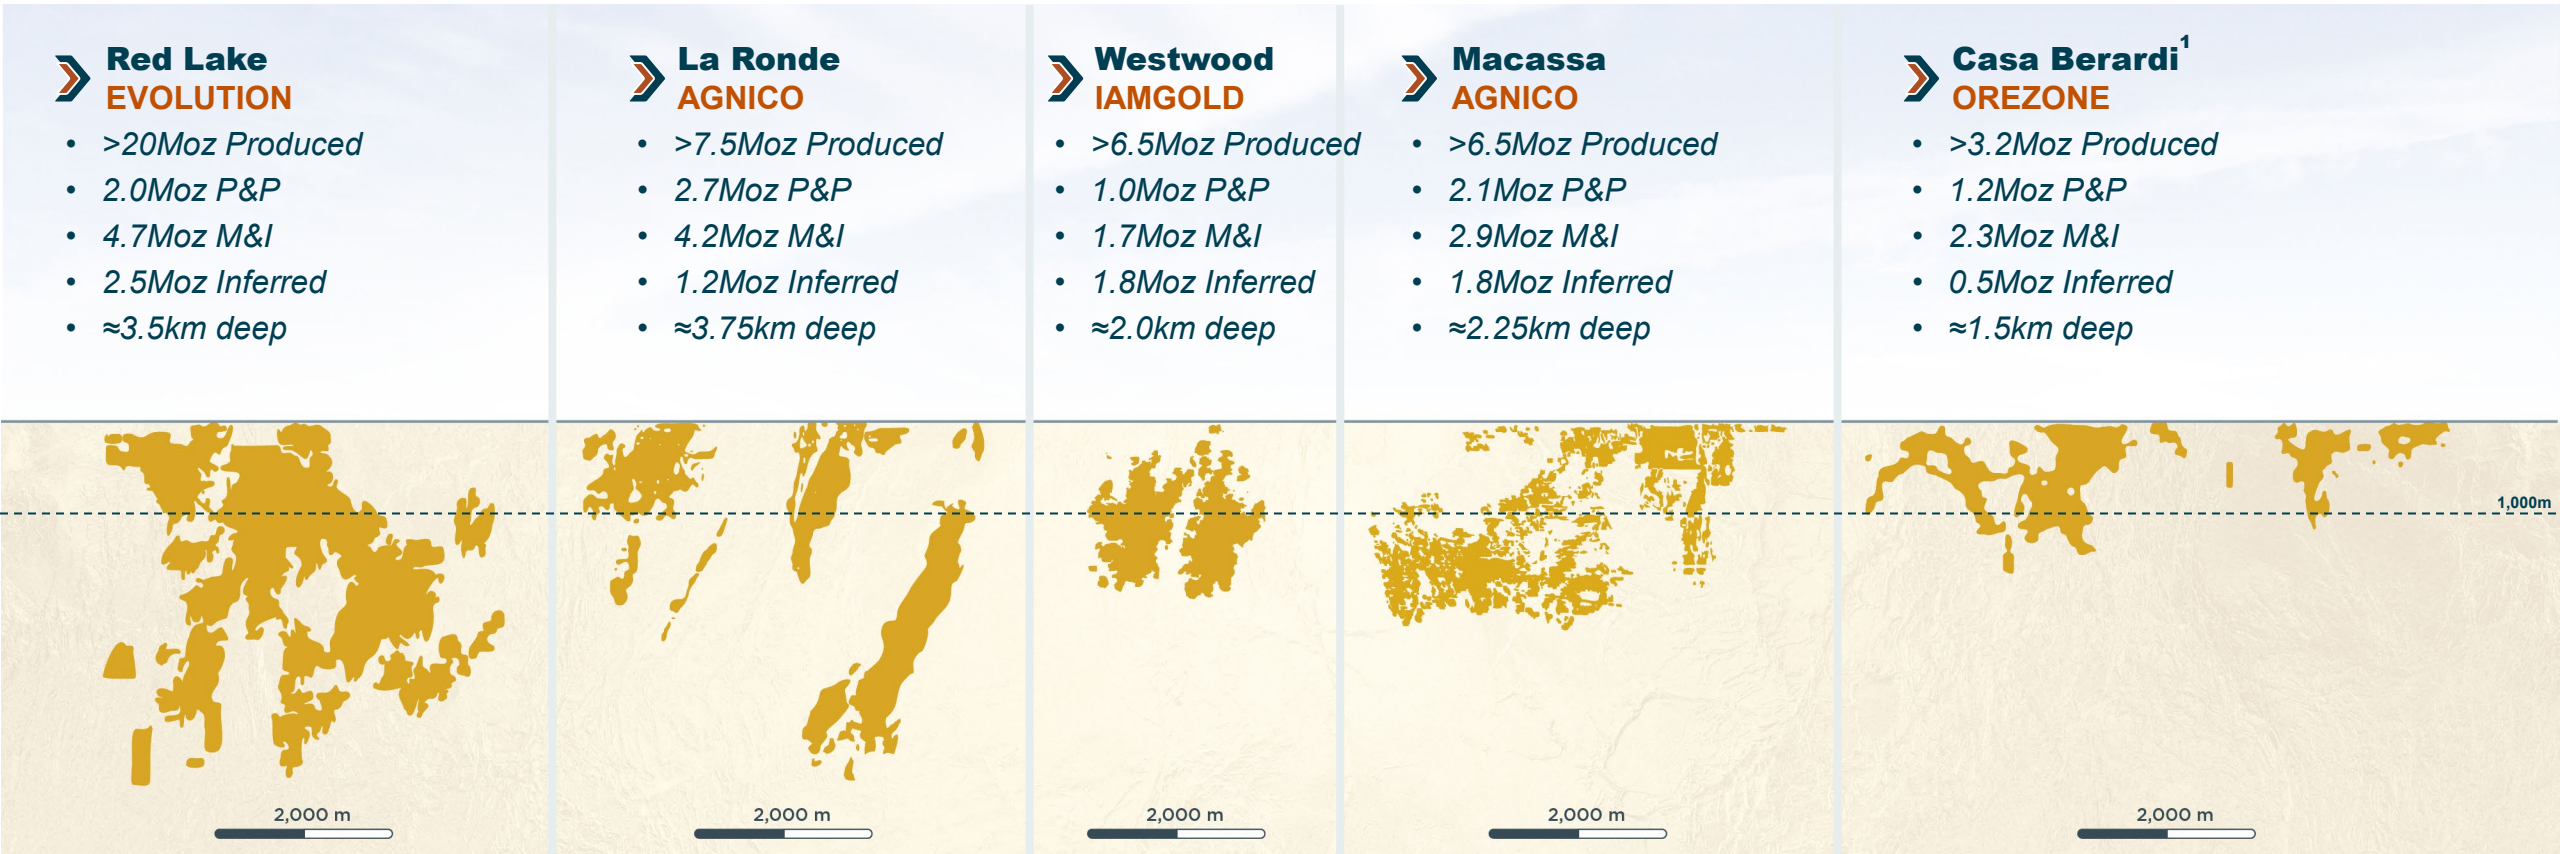 Red Lake
EVOLUTION
• >20Moz Produced
• 2.0Moz P&P
• 4.7Moz M&I
• 2.5Moz Inferred
• ≈3.5km deep
La Ronde
AGNICO
• >7.5Moz Produced
• 2.7Moz P&P
• 4.2Moz M&I
• 1.2Moz Inferred
• ≈3.75km deep
Westwood
IAMGOLD
• >6.5Moz Produced
• 1.0Moz P&P
• 1.7Moz M&I
• 1.8Moz Inferred
• ≈2.0km deep
Macassa
AGNICO
• >6.5Moz Produced
• 2.1Moz P&P
• 2.9Moz M&I
• 1.8Moz Inferred
• ≈2.25km deep
Casa Berardi¹
OREZONE
• >3.2Moz Produced
• 1.2Moz P&P
• 2.3Moz M&I
• 0.5Moz Inferred
• ≈1.5km deep
1,000m
2,000 m
2,000 m
2,000 m
2,000 m
2,000 m